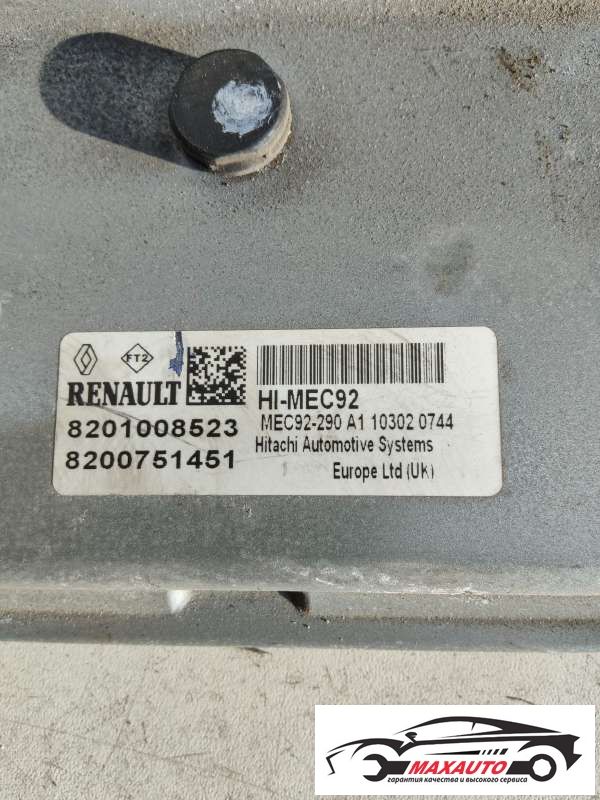 FT2
RENAULT
8201008523
8200751451
HI-MEC92
MEC92-290 A1 10302 0744
Hitachi Automotive Systems
Europe Ltd (UK)
MAXAUTO
гарантия качества и высокого сервиса